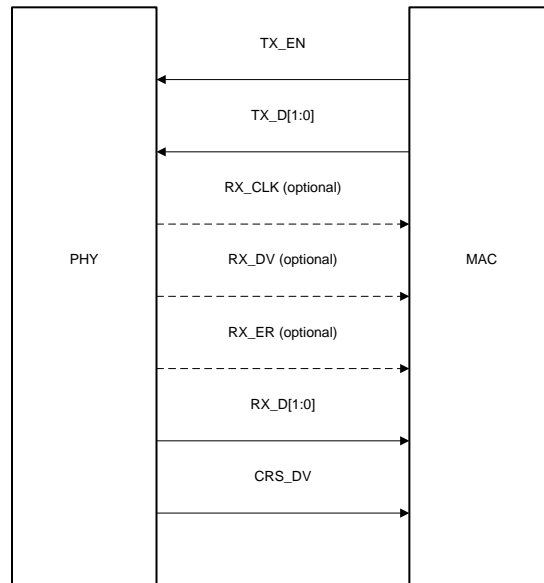 TX_EN
TX_D[1:0]
RX_CLK (optional)
PHY
RX_DV (optional)
MAC
RX_ER (optional)
RX_D[1:0]
CRS_DV